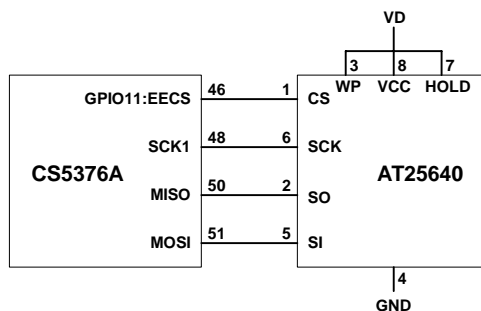 VD
3 8 7
WP VCC HOLD
GPIO11:EECS 46 1 CS
SCK1 48 6 SCK
CS5376A AT25640
MISO 50 2 SO
MOSI 51 5 SI
4
GND